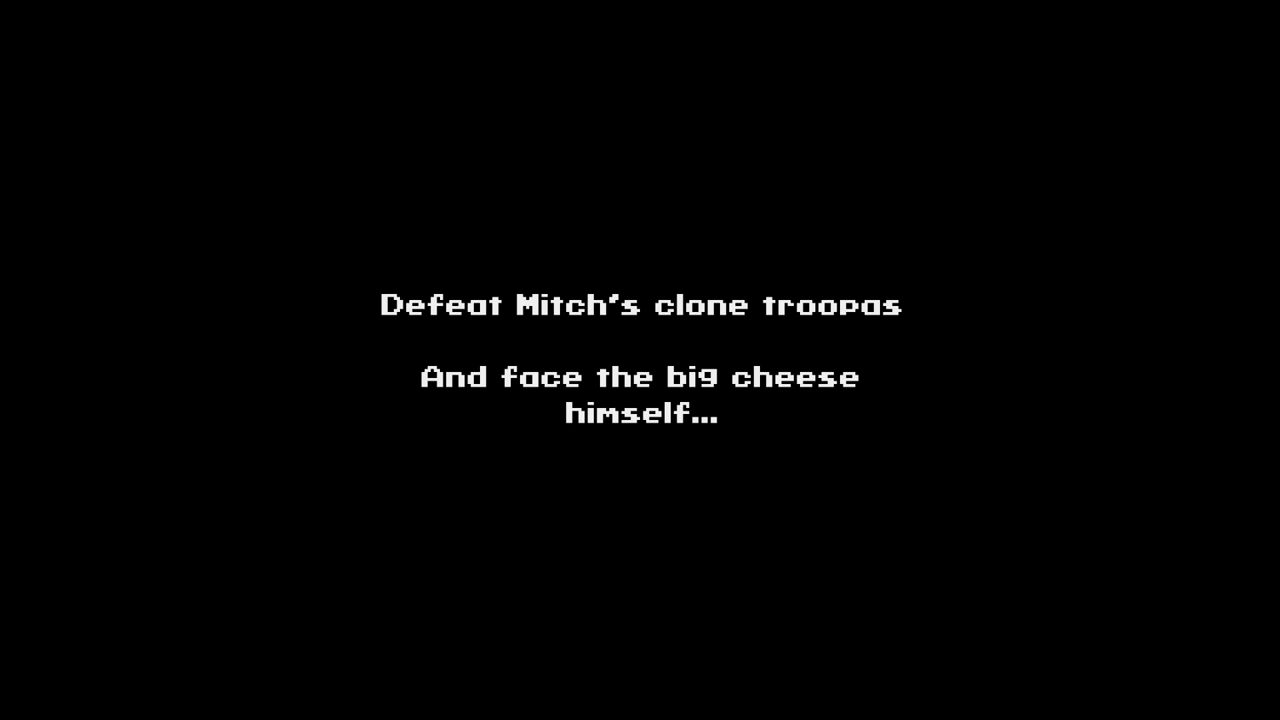 Defeat Mitch's clone troopas
And face the big cheese
himself...